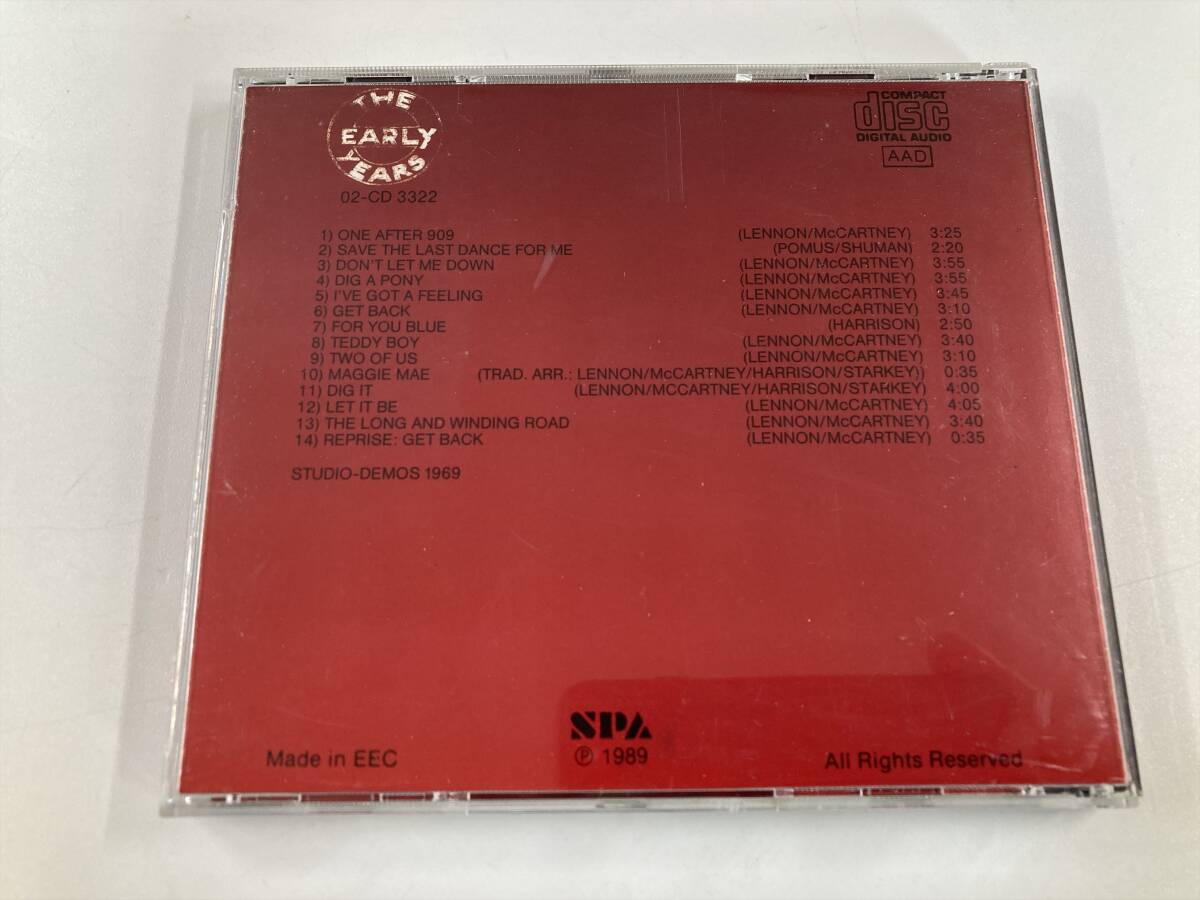 THE
EARLY
YEARS
COMPACT
disc
DIGITAL AUDIO
AAD
02-CD 3322
1) ONE AFTER 909 (LENNON/McCARTNEY) 3:25
2) SAVE THE LAST DANCE FOR ME (POMUS/SHUMAN) 2:20
3) DON'T LET ME DOWN (LENNON/McCARTNEY) 3:55
4) DIG A PONY (LENNON/McCARTNEY) 3:55
5) I'VE GOT A FEELING (LENNON/McCARTNEY) 3:45
6) GET BACK (LENNON/McCARTNEY) 3:10
7) FOR YOU BLUE (HARRISON) 2:50
8) TEDDY BOY (LENNON/McCARTNEY) 3:40
9) TWO OF US (LENNON/McCARTNEY) 3:10
10) MAGGIE MAE (TRAD. ARR.: LENNON/McCARTNEY/HARRISON/STARKEY)) 0:35
11) DIG IT (LENNON/MCCARTNEY/HARRISON/STARKEY) 4:00
12) LET IT BE (LENNON/McCARTNEY) 4:05
13) THE LONG AND WINDING ROAD (LENNON/McCARTNEY) 3:40
14) REPRISE: GET BACK (LENNON/McCARTNEY) 0:35
STUDIO-DEMOS 1969
SPA
℗ 1989
Made in EEC
All Rights Reserved